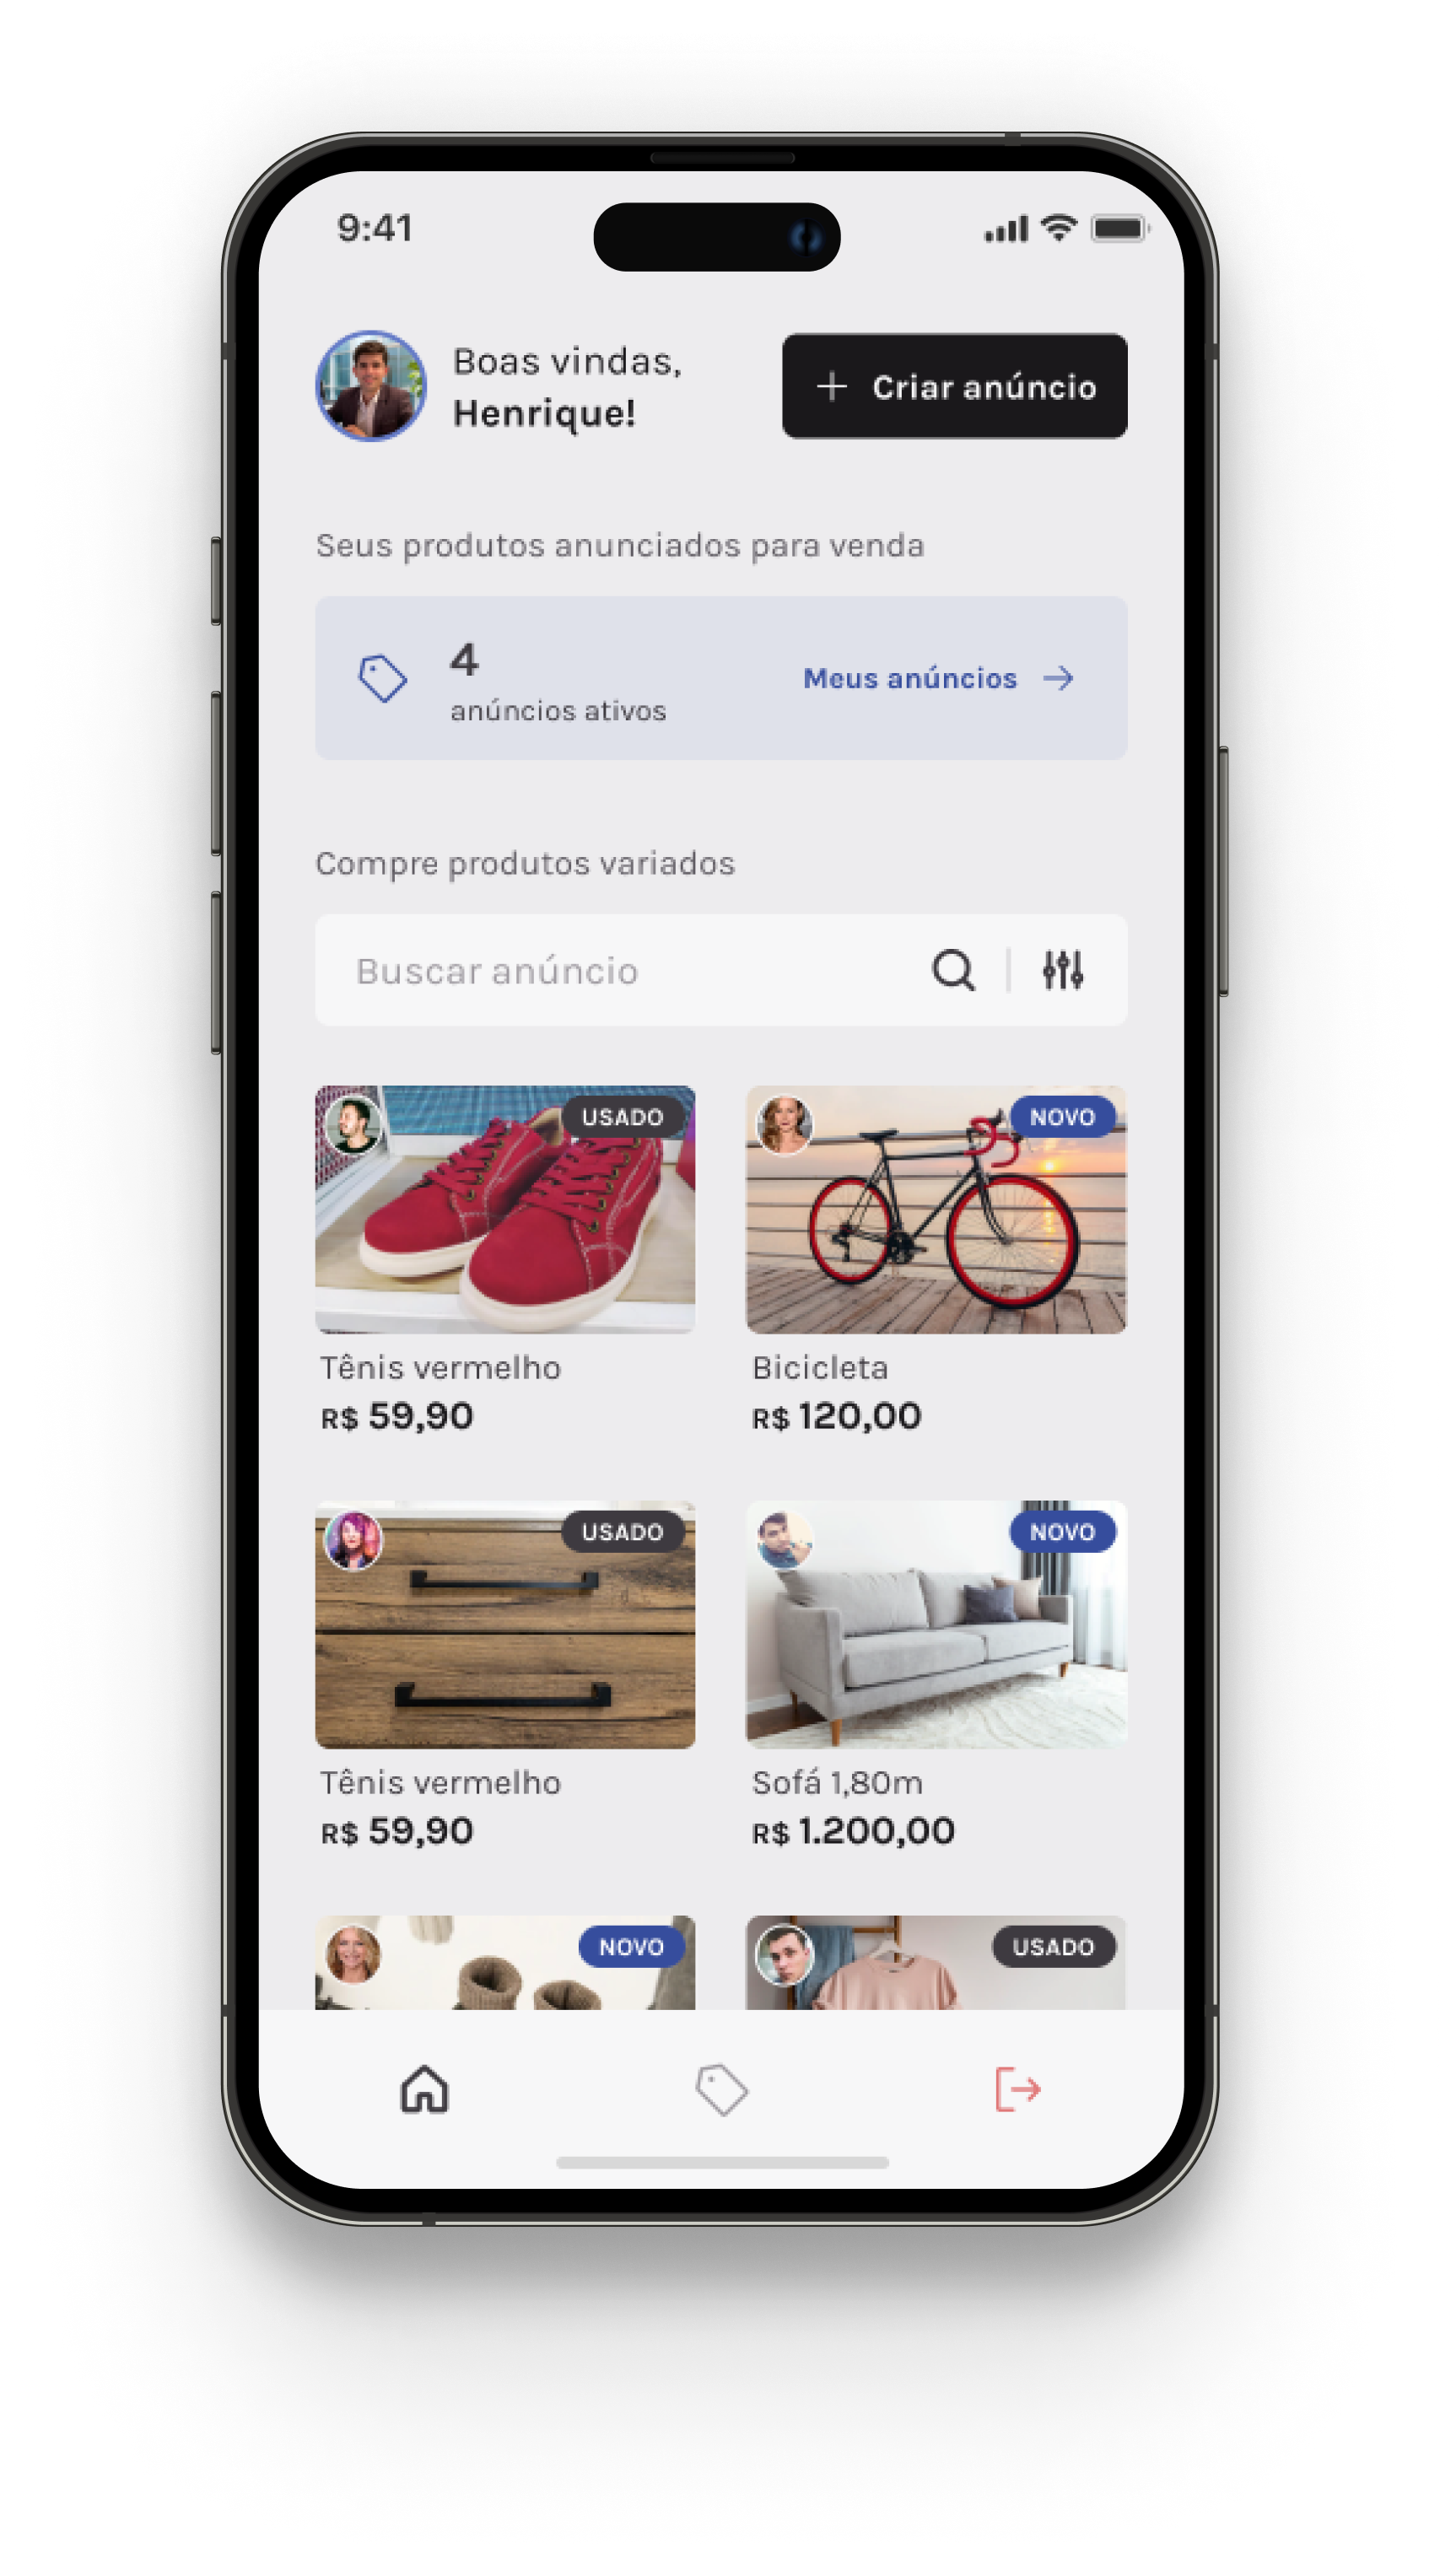 9:41
Boas vindas,
Henrique!
Criar anúncio
Seus produtos anunciados para venda
4
anúncios ativos
Meus anúncios
Compre produtos variados
Buscar anúncio
USADO
NOVO
Tênis vermelho
R$ 59,90
Bicicleta
R$ 120,00
USADO
NOVO
Tênis vermelho
R$ 59,90
Sofá 1,80m
R$ 1.200,00
NOVO
USADO